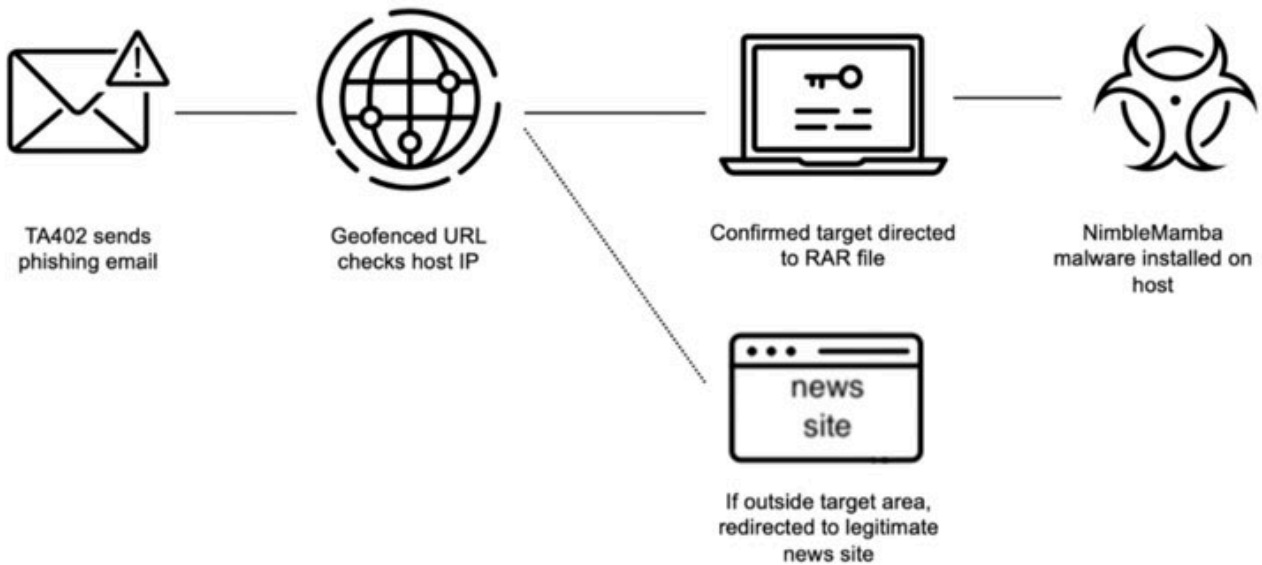 TA402 sends
phishing email
Geofenced URL
checks host IP
Confirmed target directed
to RAR file
NimbleMamba
malware installed on
host
news
site
If outside target area,
redirected to legitimate
news site